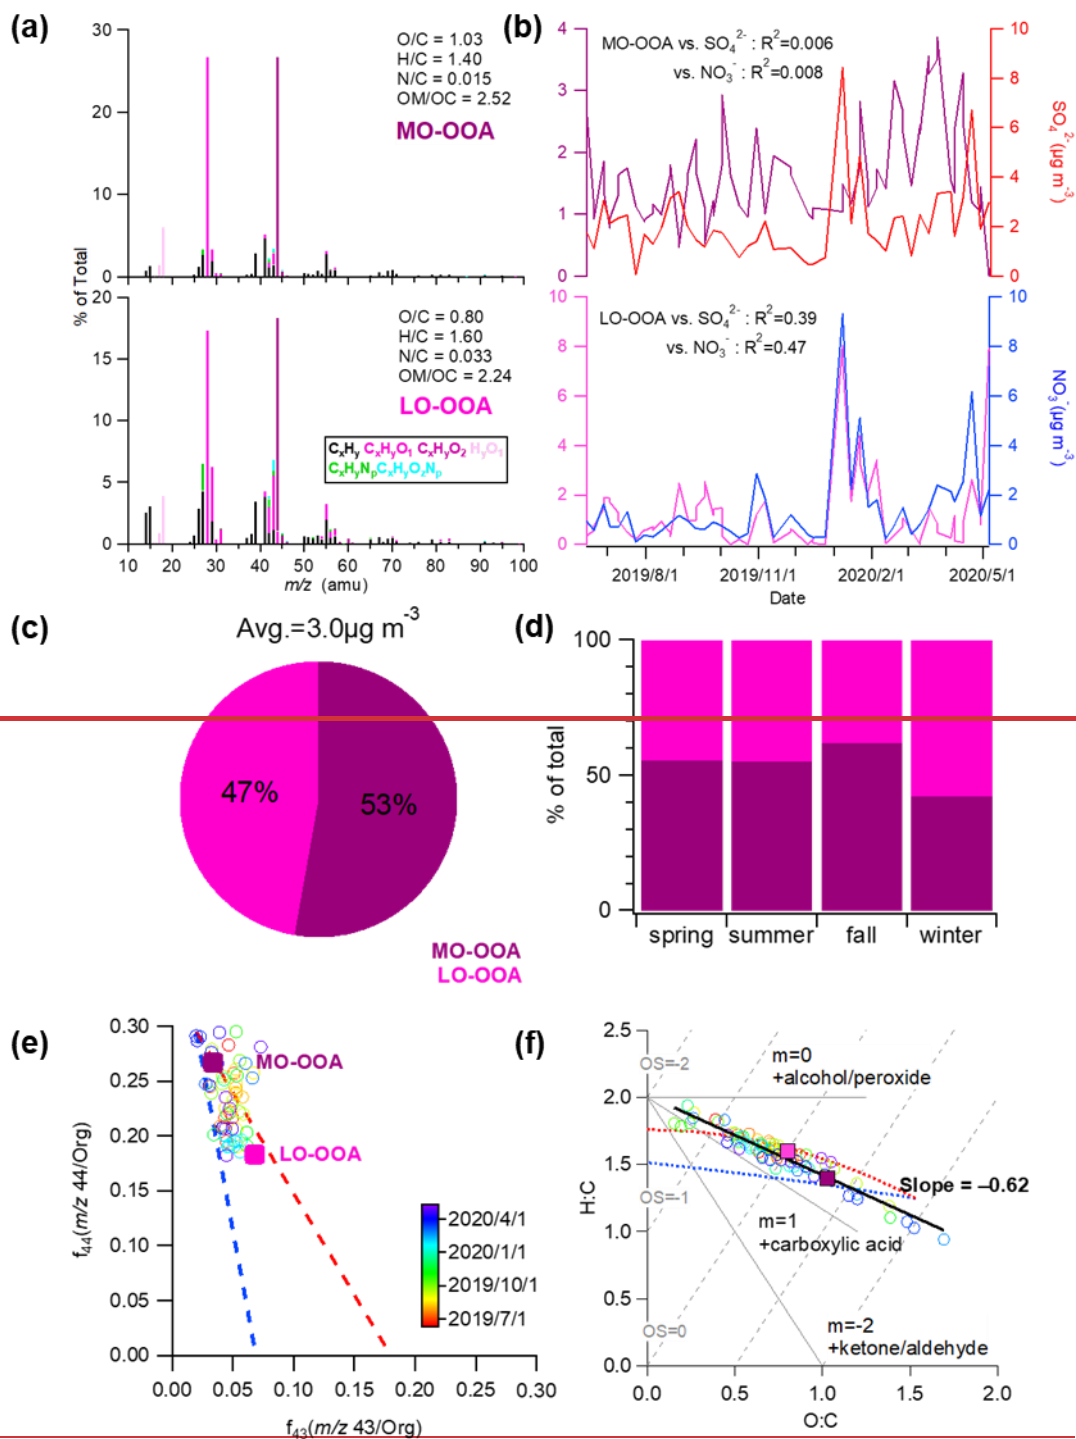 (a)
30
20
10
0
O/C = 1.03
H/C = 1.40
N/C = 0.015
OM/OC = 2.52
MO-OOA
% of Total
20
15
10
5
0
O/C = 0.80
H/C = 1.60
N/C = 0.033
OM/OC = 2.24
LO-OOA
CxHy CxHyO1 CxHyO2 HyO1
CxHyNp CxHyOzNp
10 20 30 40 50 60 70 80 90 100
m/z (amu)
(b)
4
3
2
1
0
MO-OOA vs. SO4²⁻ : R²=0.006
vs. NO3⁻ : R²=0.008
10
8
6
4
2
0
SO4²⁻(µg m⁻³)
10
8
6
4
2
0
LO-OOA vs. SO4²⁻ : R²=0.39
vs. NO3⁻ : R²=0.47
10
8
6
4
2
0
NO3⁻(µg m⁻³)
2019/8/1 2019/11/1 2020/2/1 2020/5/1
Date
(c)
Avg.=3.0µg m⁻³
47%
53%
MO-OOA
LO-OOA
(d)
100
50
0
% of total
spring summer fall winter
(e)
0.30
0.25
0.20
0.15
0.10
0.05
0.00
f44(m/z 44/Org)
MO-OOA
LO-OOA
2020/4/1
2020/1/1
2019/10/1
2019/7/1
0.00 0.05 0.10 0.15 0.20 0.25 0.30
f43(m/z 43/Org)
(f)
2.5
2.0
1.5
1.0
0.5
0.0
H:C
OS=-2
OS=-1
OS=0
m=0
+alcohol/peroxide
Slope = –0.62
m=1
+carboxylic acid
m=-2
+ketone/aldehyde
0.0 0.5 1.0 1.5 2.0
O:C